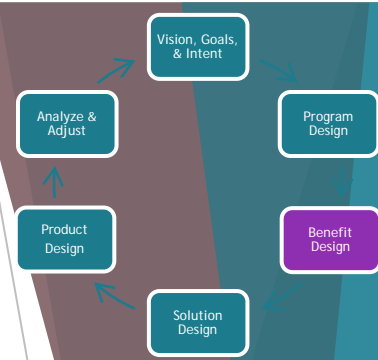 Vision, Goals,
& Intent
Program
Design
Benefit
Design
Solution
Design
Product
Design
Analyze &
Adjust